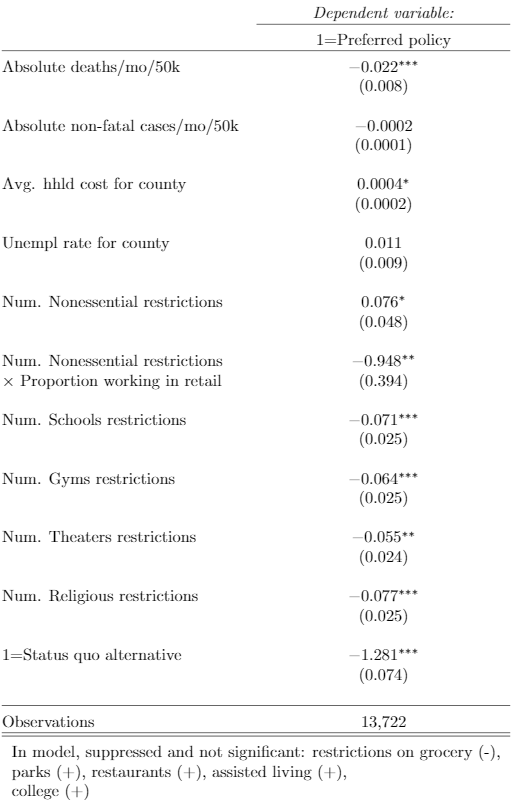 Dependent variable:
1=Preferred policy
Absolute deaths/mo/50k −0.022***
(0.008)
Absolute non-fatal cases/mo/50k −0.0002
(0.0001)
Avg. hhld cost for county 0.0004*
(0.0002)
Unempl rate for county 0.011
(0.009)
Num. Nonessential restrictions 0.076*
(0.048)
Num. Nonessential restrictions −0.948**
× Proportion working in retail (0.394)
Num. Schools restrictions −0.071***
(0.025)
Num. Gyms restrictions −0.064***
(0.025)
Num. Theaters restrictions −0.055**
(0.024)
Num. Religious restrictions −0.077***
(0.025)
1=Status quo alternative −1.281***
(0.074)
Observations 13,722
In model, suppressed and not significant: restrictions on grocery (-),
parks (+), restaurants (+), assisted living (+),
college (+)